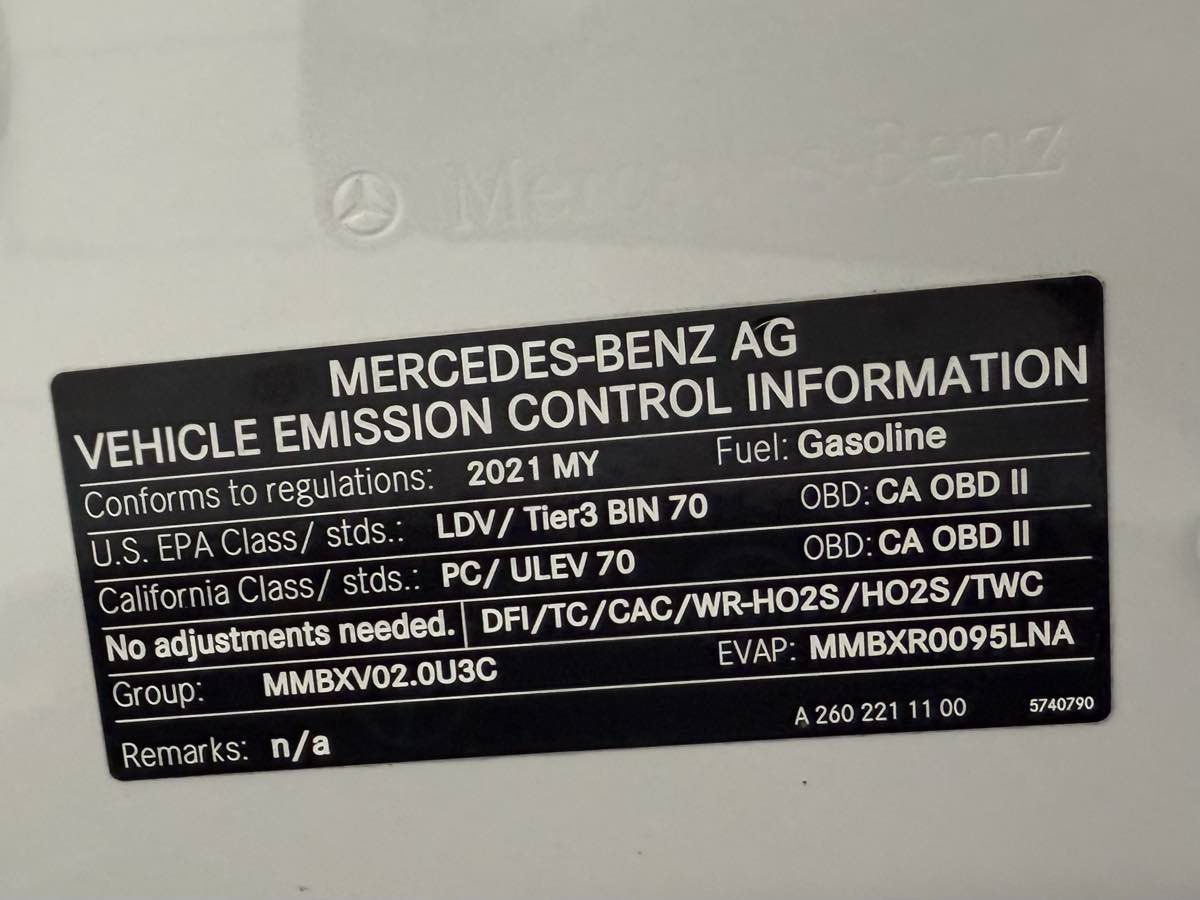 Mercedes-Benz
MERCEDES-BENZ AG
VEHICLE EMISSION CONTROL INFORMATION
Conforms to regulations: 2021 MY Fuel: Gasoline
U.S. EPA Class/ stds.: LDV/ Tier3 BIN 70 OBD: CA OBD II
California Class/ stds.: PC/ ULEV 70 OBD: CA OBD II
No adjustments needed. DFI/TC/CAC/WR-HO2S/HO2S/TWC
Group: MMBXV02.0U3C EVAP: MMBXR0095LNA
Remarks: n/a A 260 221 11 00 5740790